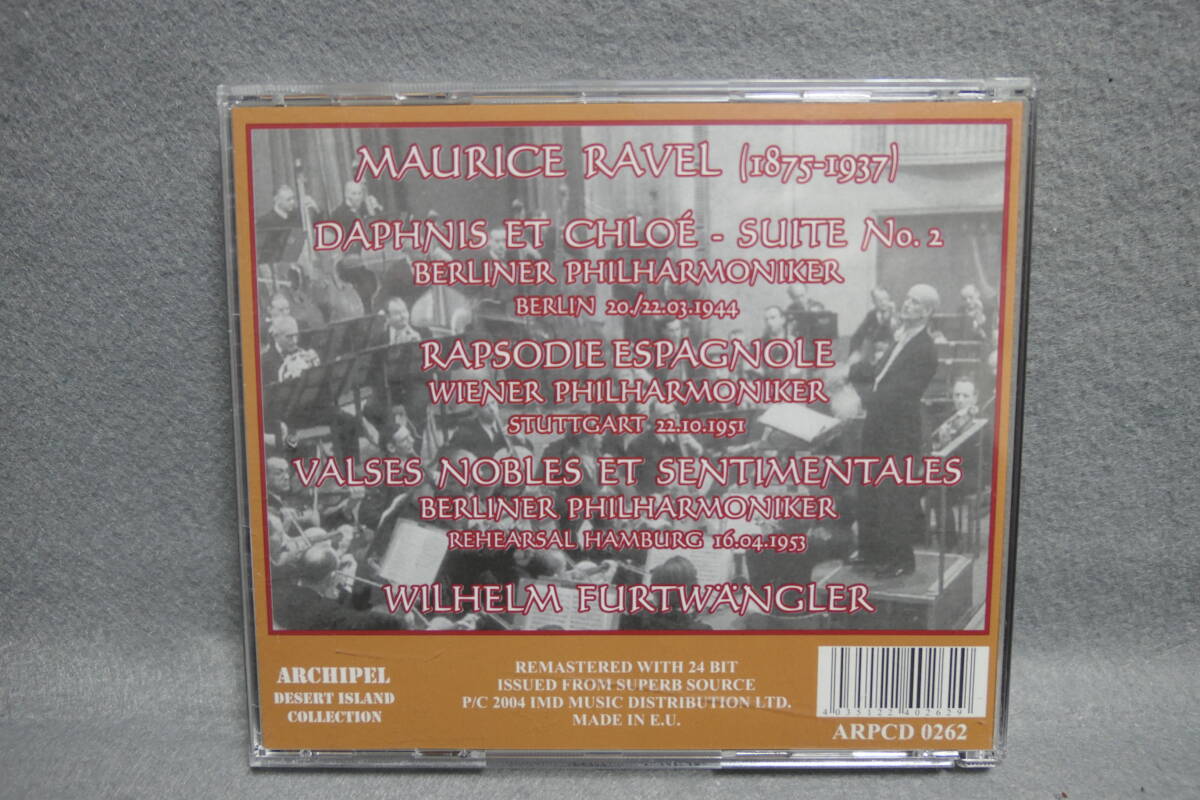 MAURICE RAVEL (1875-1937)
DAPHNIS ET CHLOÉ - SUITE No. 2
BERLINER PHILHARMONIKER
BERLIN 20./22.03.1944
RAPSODIE ESPAGNOLE
WIENER PHILHARMONIKER
STUTTGART 22.10.1951
VALSES NOBLES ET SENTIMENTALES
BERLINER PHILHARMONIKER
REHEARSAL HAMBURG 16.04.1953
WILHELM FURTWÄNGLER
ARCHIPEL
DESERT ISLAND
COLLECTION
REMASTERED WITH 24 BIT
ISSUED FROM SUPERB SOURCE
P/C 2004 IMD MUSIC DISTRIBUTION LTD.
MADE IN E.U.
4 035122 402629
ARPCD 0262